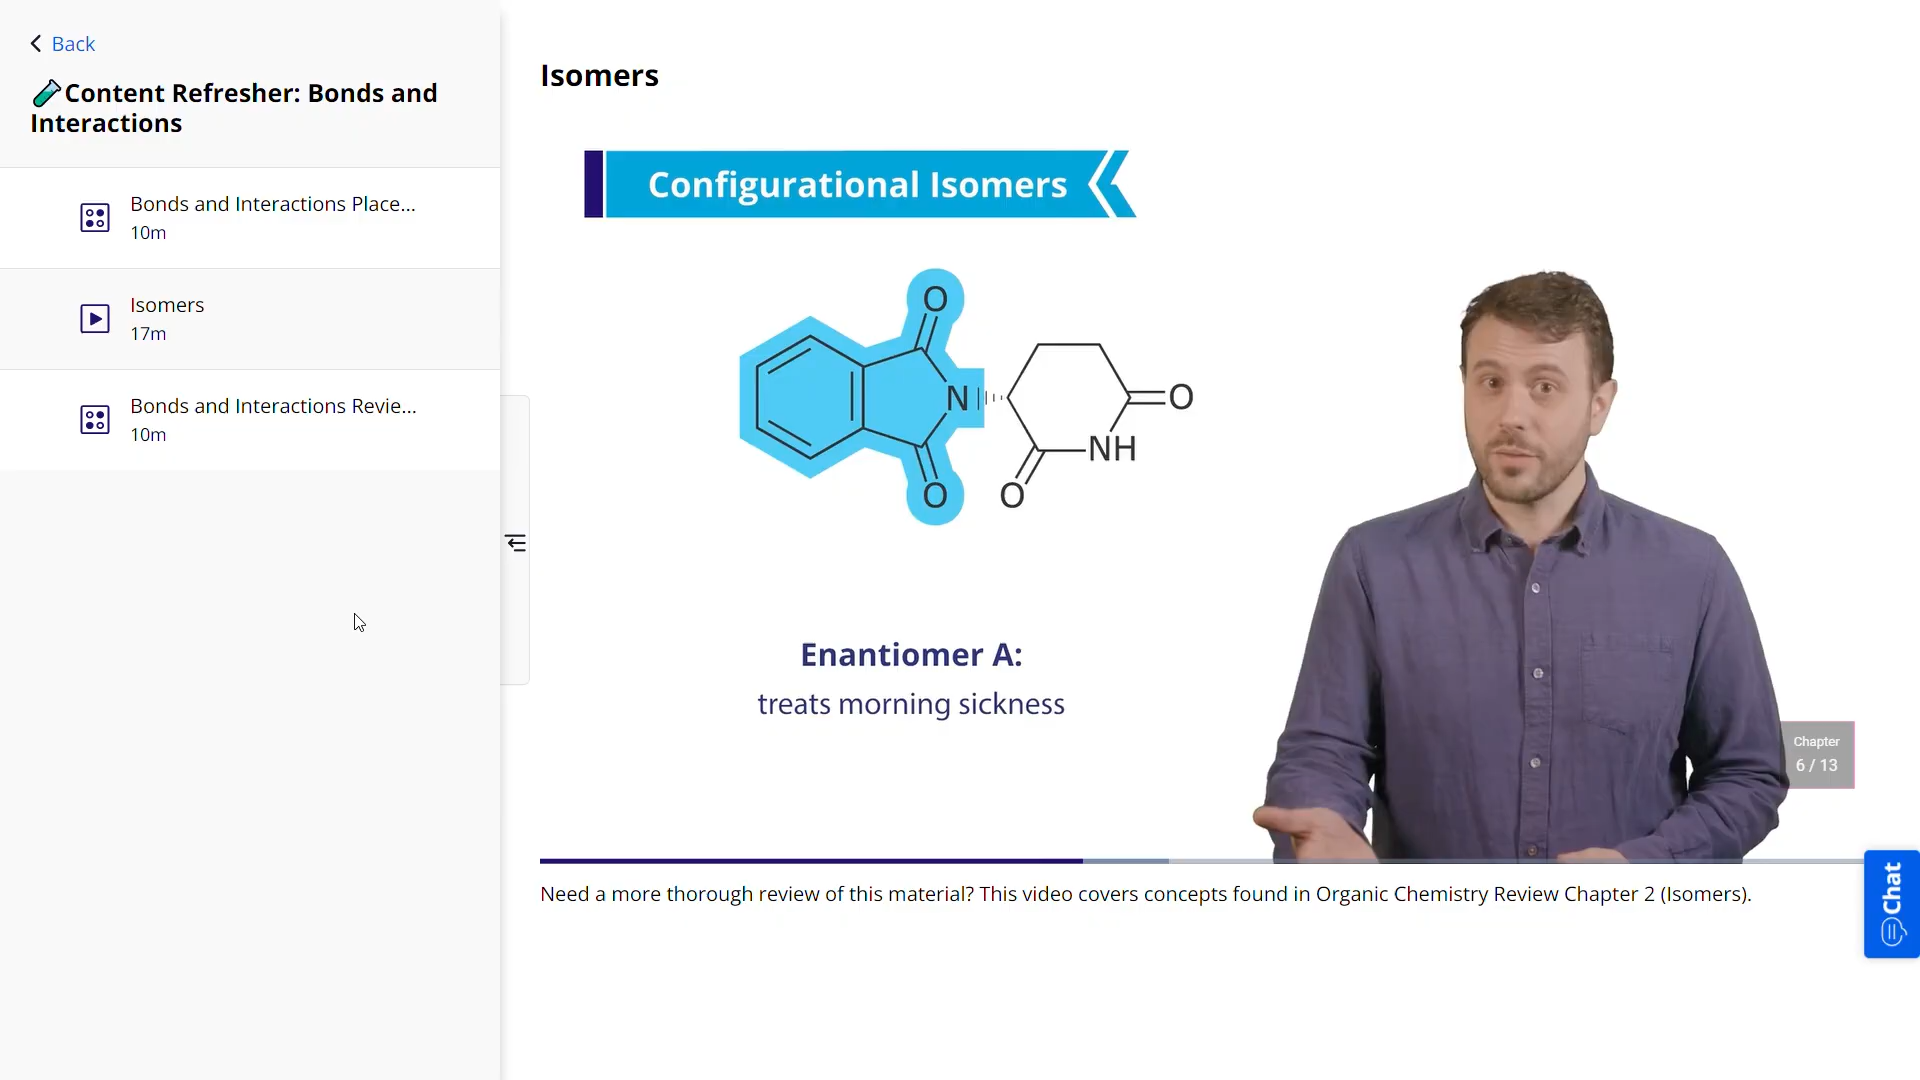 Back
Content Refresher: Bonds and
Interactions
Bonds and Interactions Place...
10m
Isomers
17m
Bonds and Interactions Revie...
10m
Isomers
Configurational Isomers
O
N
O
NH
O
O
Enantiomer A:
treats morning sickness
Chapter
6 / 13
Need a more thorough review of this material? This video covers concepts found in Organic Chemistry Review Chapter 2 (Isomers).
Chat